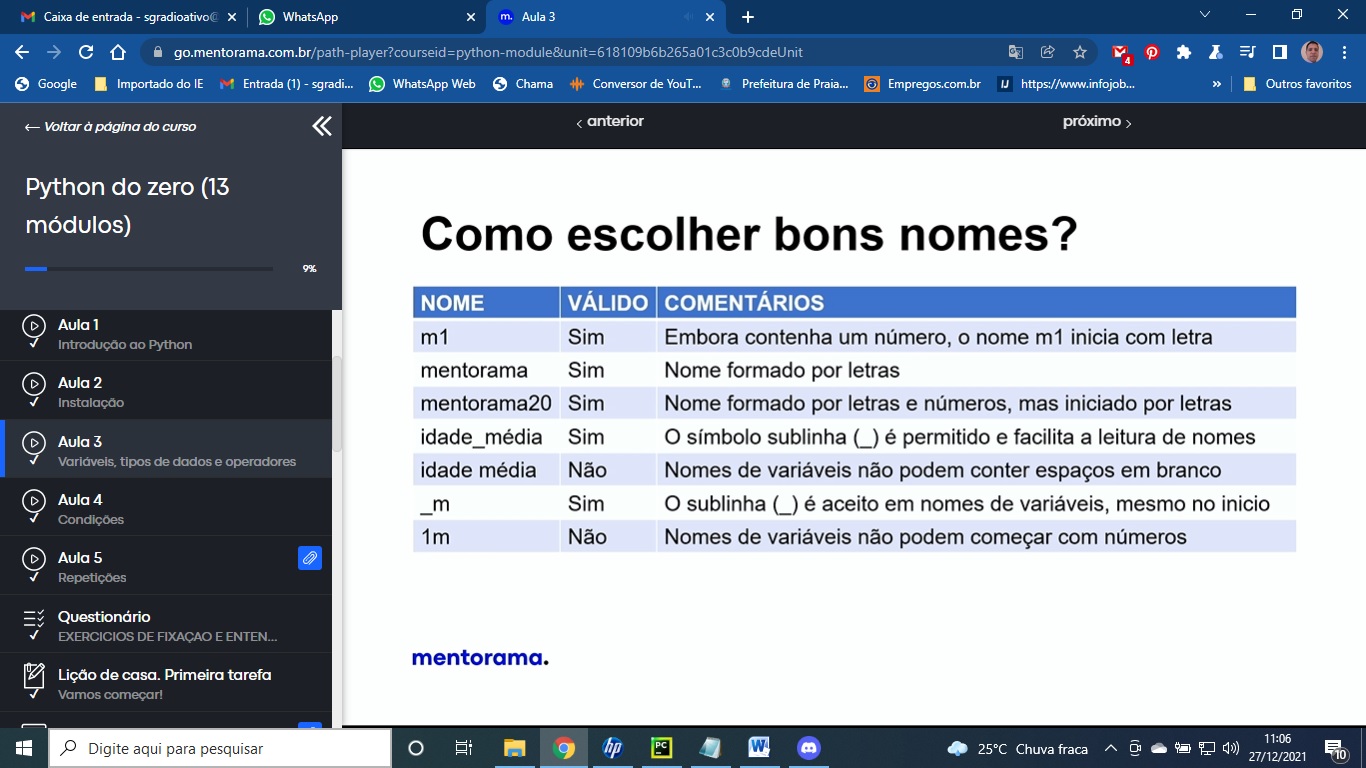 Caixa de entrada - sgradioativo@
WhatsApp
Aula 3
go.mentorama.com.br/path-player?courseid=python-module&unit=618109b6b265a01c3c0b9cdeUnit
4
Google
Importado do IE
Entrada (1) - sgradi...
WhatsApp Web
Chama
Conversor de YouT...
Prefeitura de Praia...
Empregos.com.br
https://www.infojob...
»
Outros favoritos
← Voltar à página do curso
‹ anterior
próximo ›
Python do zero (13
módulos)
9%
Aula 1
Introdução ao Python
Aula 2
Instalação
Aula 3
Variáveis, tipos de dados e operadores
Aula 4
Condições
Aula 5
Repetições
Questionário
EXERCICIOS DE FIXAÇAO E ENTEN...
Lição de casa. Primeira tarefa
Vamos começar!
Como escolher bons nomes?
NOME VÁLIDO COMENTÁRIOS
m1 Sim Embora contenha um número, o nome m1 inicia com letra
mentorama Sim Nome formado por letras
mentorama20 Sim Nome formado por letras e números, mas iniciado por letras
idade_média Sim O símbolo sublinha (_) é permitido e facilita a leitura de nomes
idade média Não Nomes de variáveis não podem conter espaços em branco
_m Sim O sublinha (_) é aceito em nomes de variáveis, mesmo no inicio
1m Não Nomes de variáveis não podem começar com números
mentorama.
Digite aqui para pesquisar
25°C Chuva fraca
11:06
27/12/2021
10